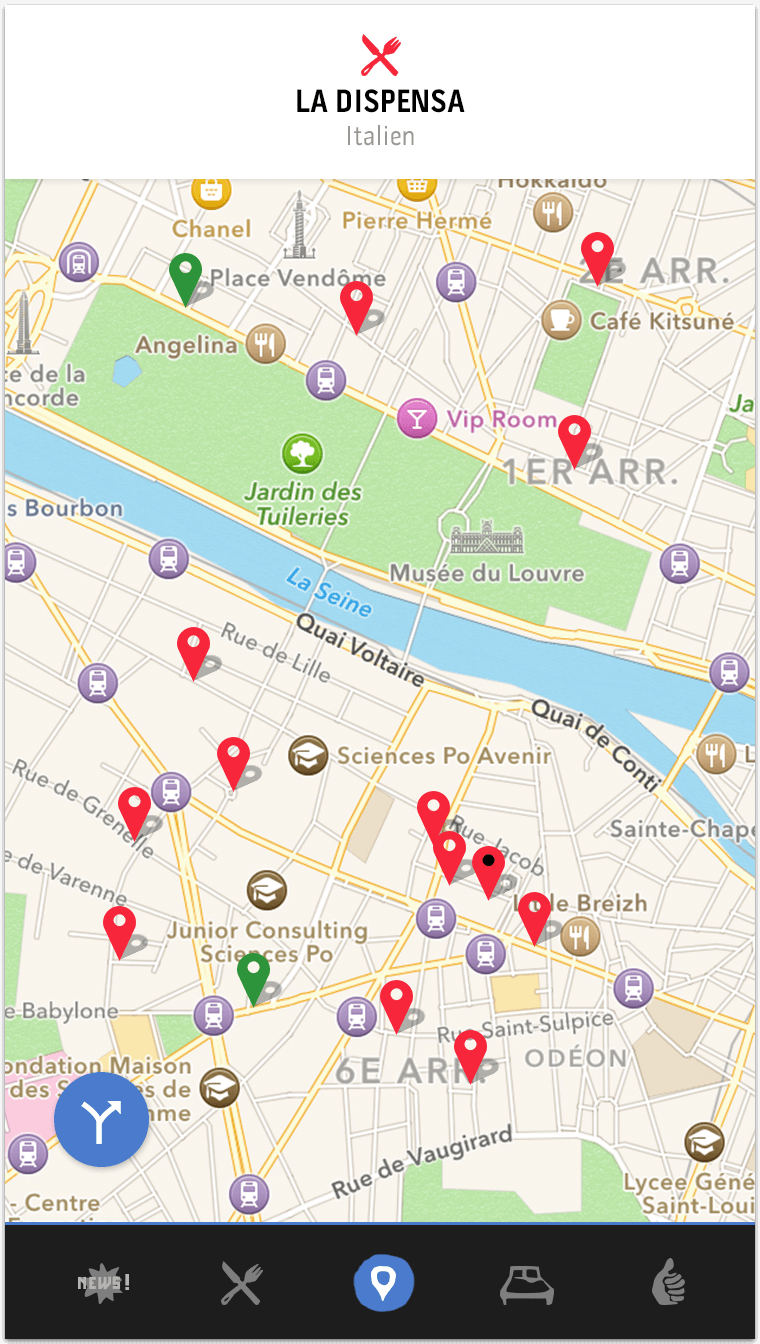 LA DISPENSA
Italien
Hokkaido
Chanel
Pierre Hermé
Place Vendôme
2E ARR.
Café Kitsuné
Angelina
te de la
ncorde
Ja
Vip Room
1ER ARR.
Jardin des
Tuileries
s Bourbon
Musée du Louvre
La Seine
Quai Voltaire
Rue de Lille
Quai de Conti
Sciences Po Avenir
L
Rue de Grenelle
Rue Jacob
Sainte-Chape
e de Varenne
Little Breizh
Junior Consulting
Sciences Po
e Babylone
Rue Saint-Sulpice
ODÉON
6E ARR.
ondation Maison
des S es de
mme
Rue de Vaugirard
Lycee Géné
Saint-Loui
- Centre
NEWS!